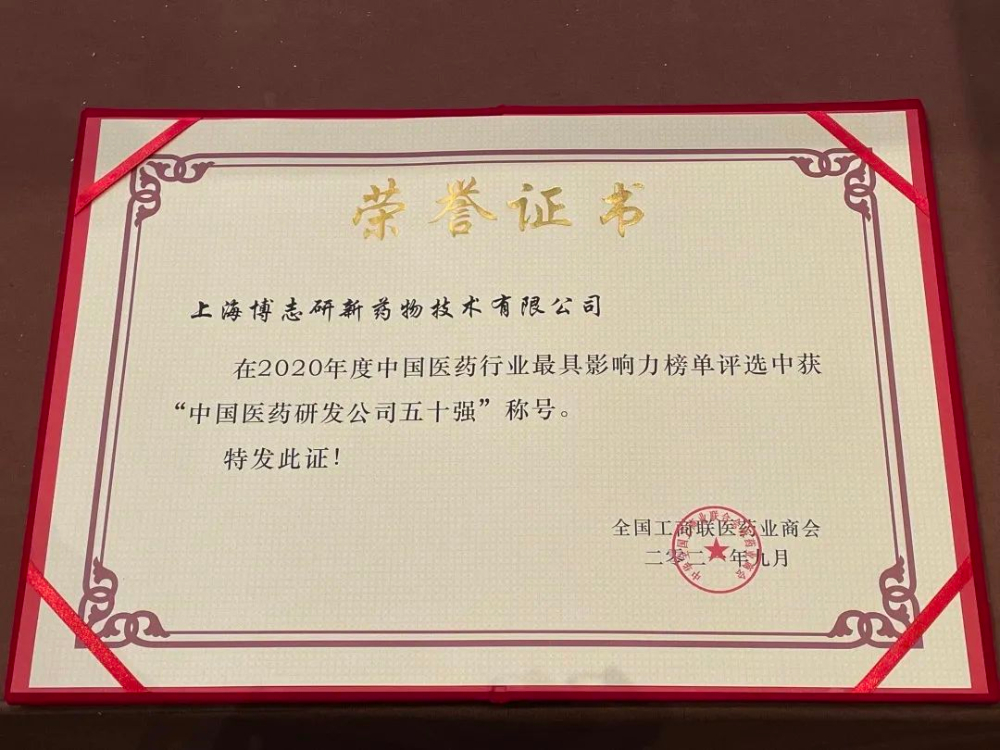 荣誉证书
上海博志研新药物技术有限公司
在2020年度中国医药行业最具影响力榜单评选中获
“中国医药研发公司五十强”称号。
特发此证！
全国工商联医药业商会
二零二一年九月